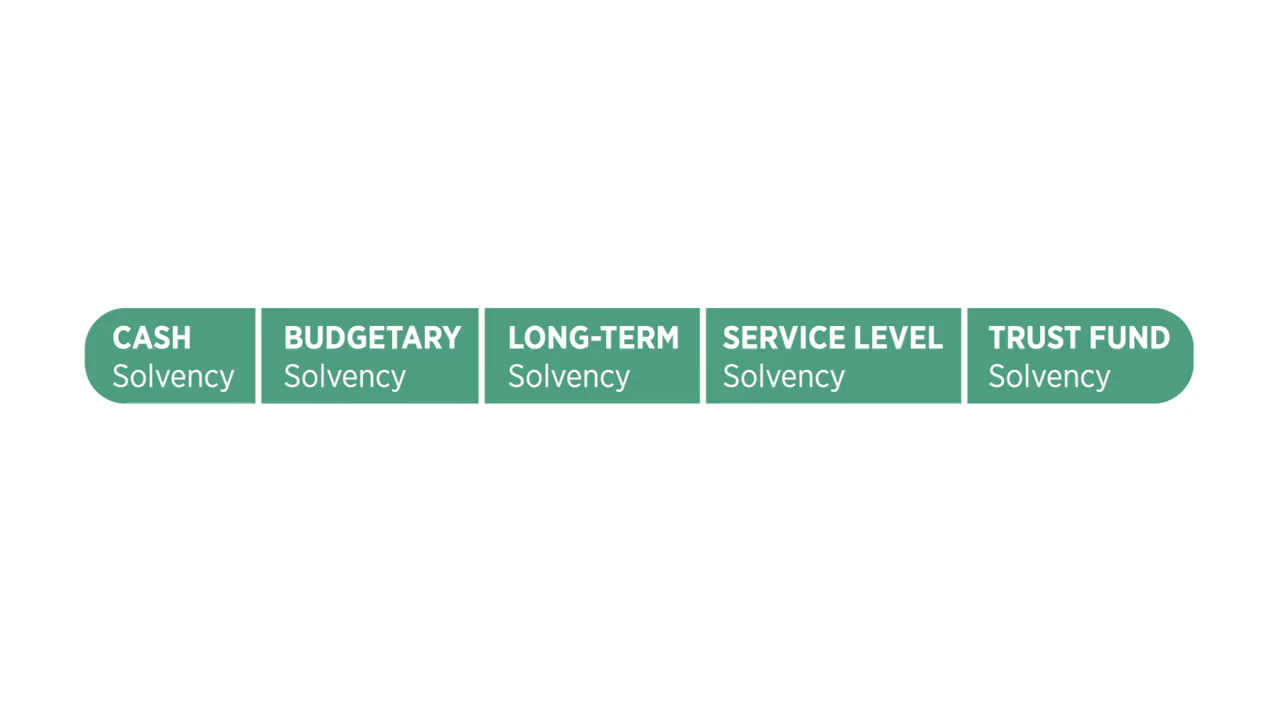 CASH
Solvency
BUDGETARY
Solvency
LONG-TERM
Solvency
SERVICE LEVEL
Solvency
TRUST FUND
Solvency